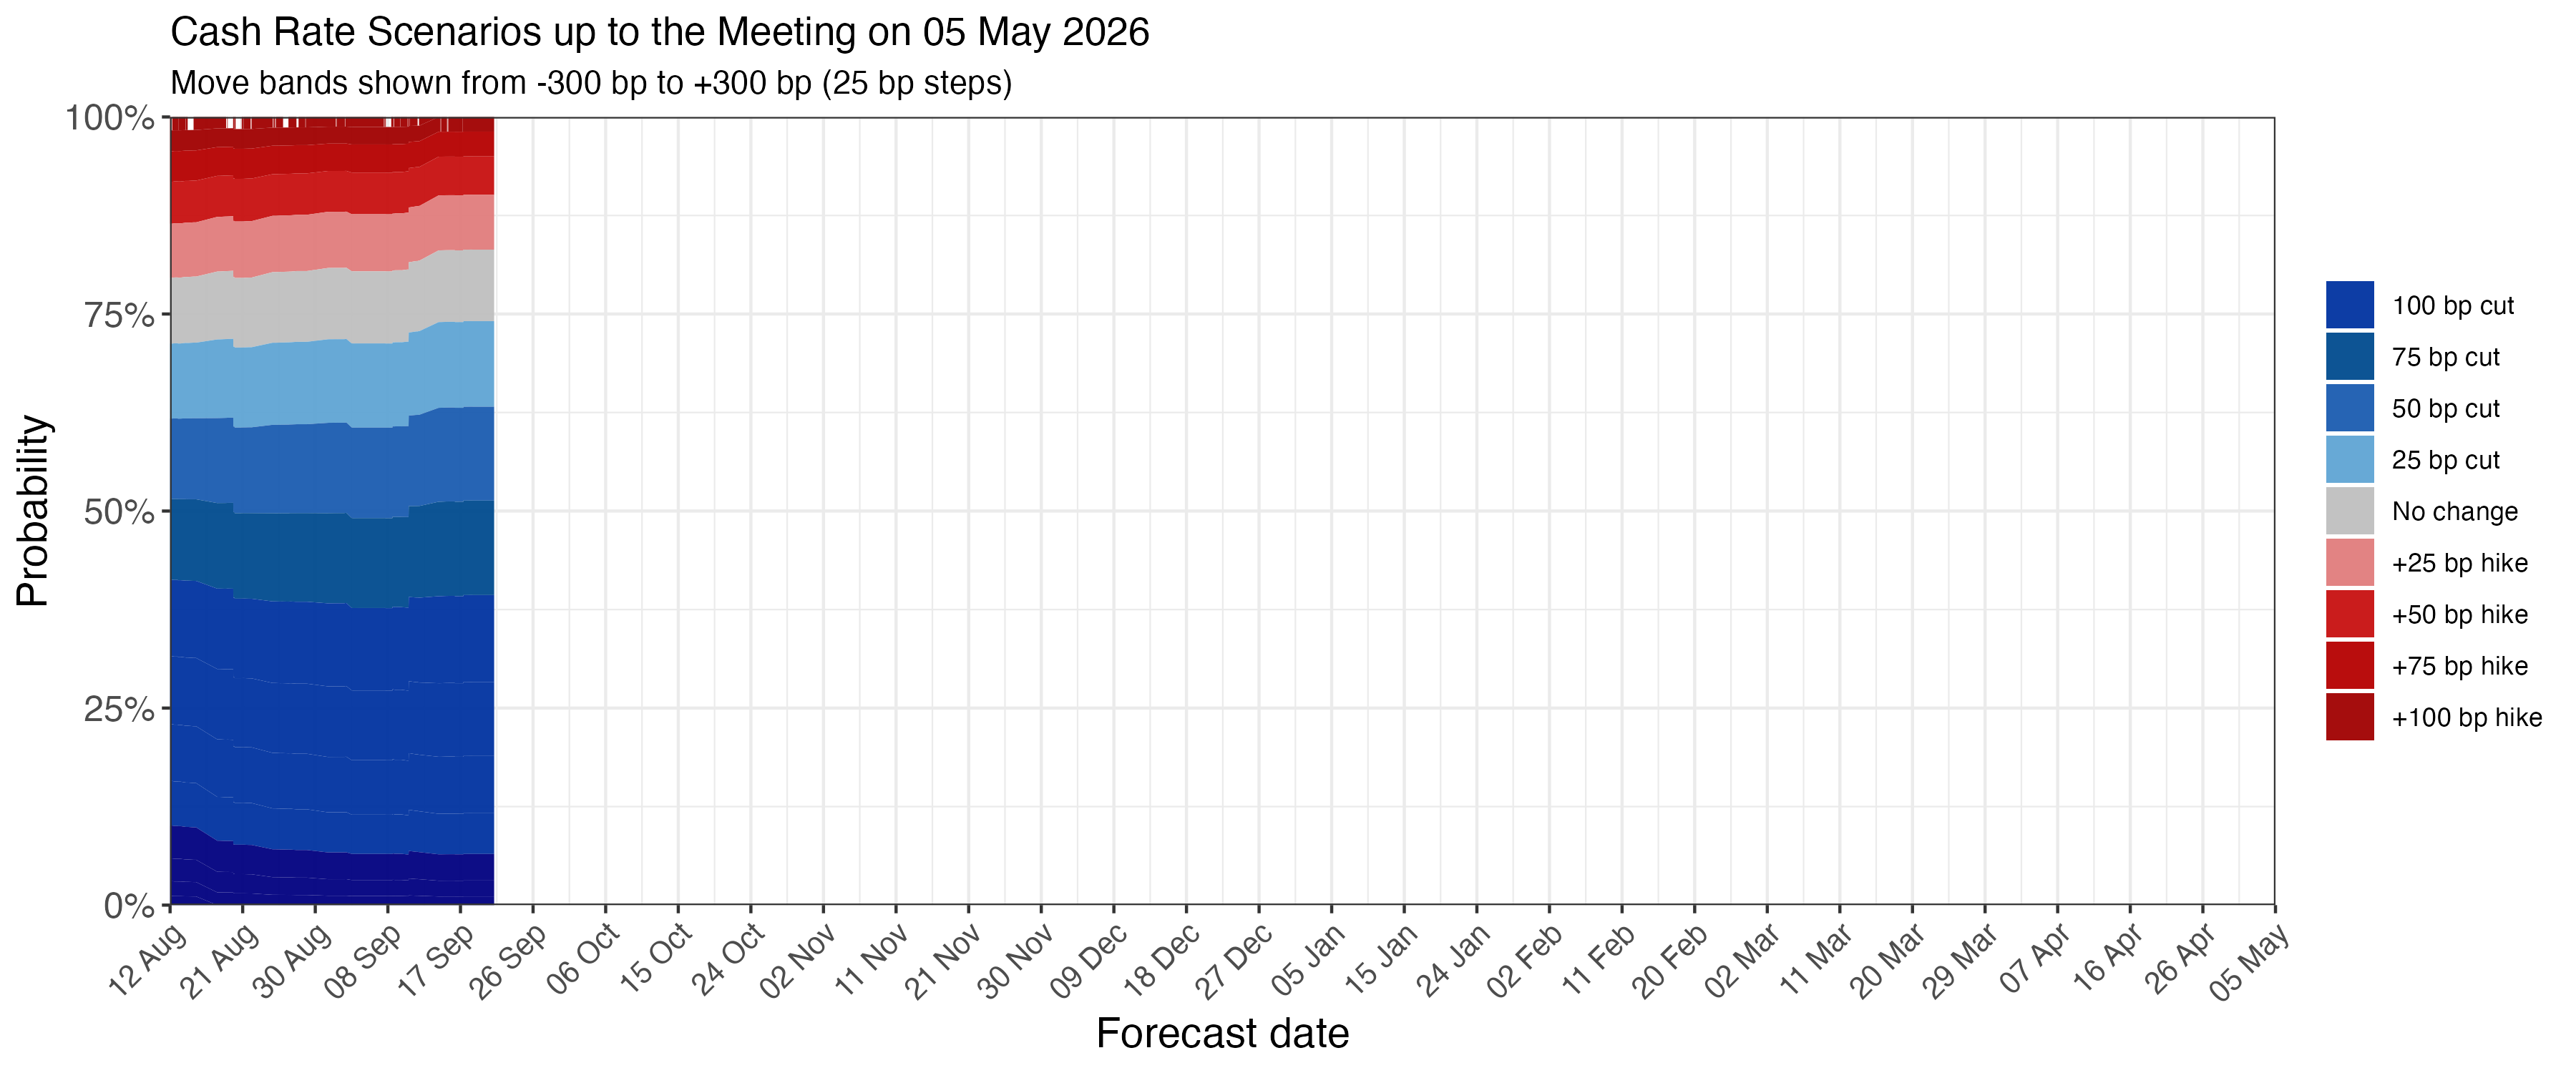 Cash Rate Scenarios up to the Meeting on 05 May 2026
Move bands shown from -300 bp to +300 bp (25 bp steps)
Probability
100%
75%
50%
25%
0%
12 Aug
21 Aug
30 Aug
08 Sep
17 Sep
26 Sep
06 Oct
15 Oct
24 Oct
02 Nov
11 Nov
21 Nov
30 Nov
09 Dec
18 Dec
27 Dec
05 Jan
15 Jan
24 Jan
02 Feb
11 Feb
20 Feb
02 Mar
11 Mar
20 Mar
29 Mar
07 Apr
16 Apr
26 Apr
05 May
Forecast date
100 bp cut
75 bp cut
50 bp cut
25 bp cut
No change
+25 bp hike
+50 bp hike
+75 bp hike
+100 bp hike